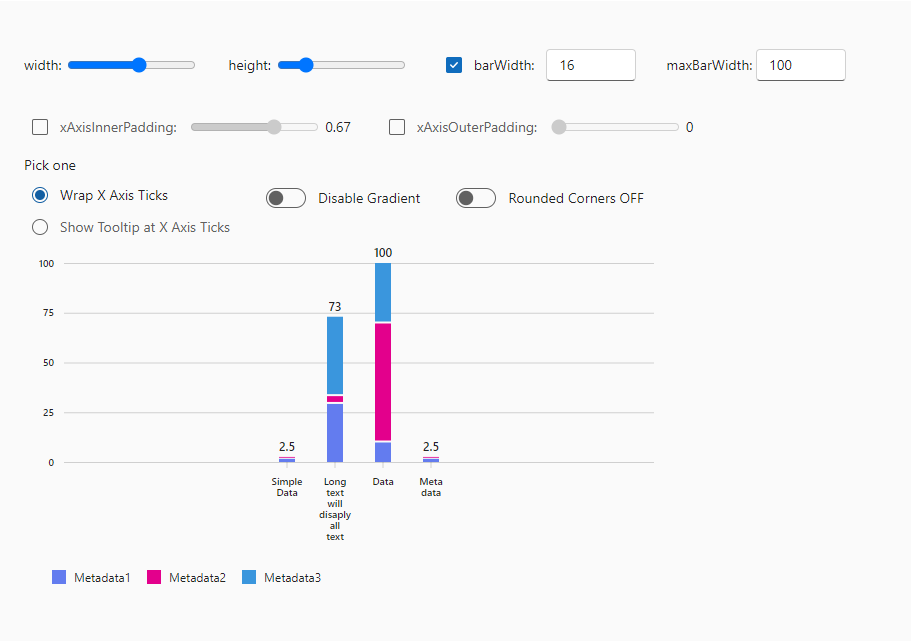 width:
height:
barWidth:
16
maxBarWidth:
100
xAxisInnerPadding:
0.67
xAxisOuterPadding:
0
Pick one
Wrap X Axis Ticks
Disable Gradient
Rounded Corners OFF
Show Tooltip at X Axis Ticks
100
100
75
73
50
25
2.5
2.5
0
Simple
Data
Long
text
will
disaply
all
text
Data
Meta
data
Metadata1
Metadata2
Metadata3